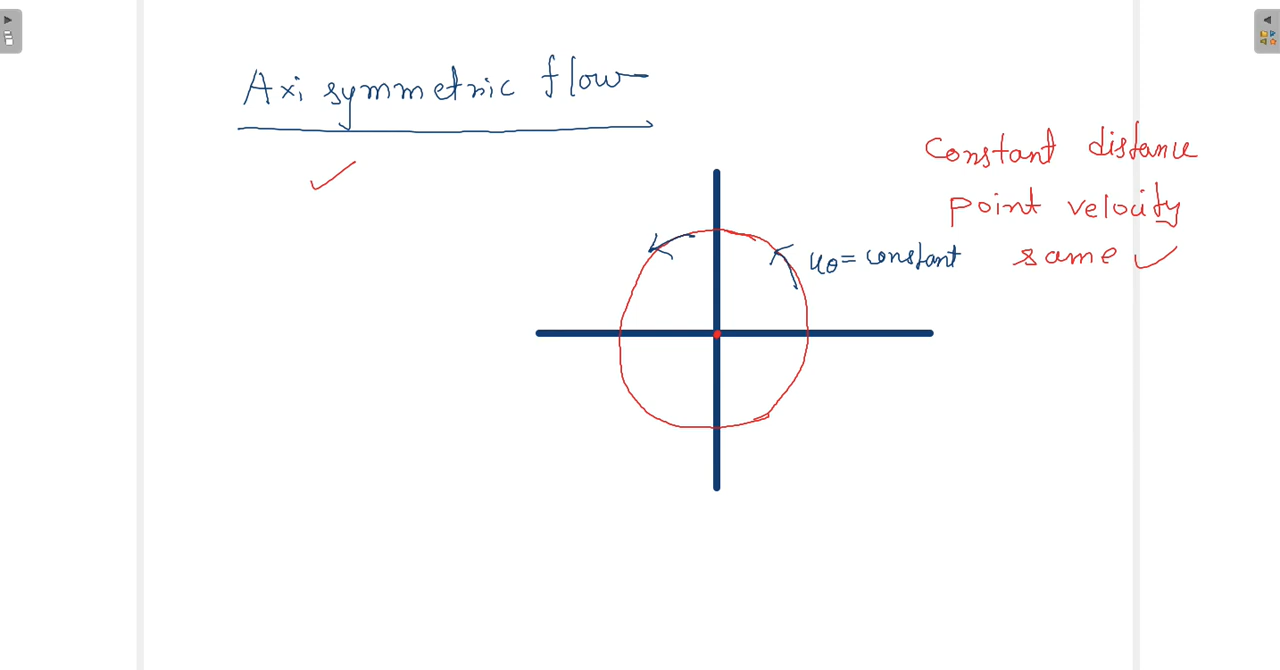 Axi symmetric flow
constant distance
point velocity
same
uθ = constant